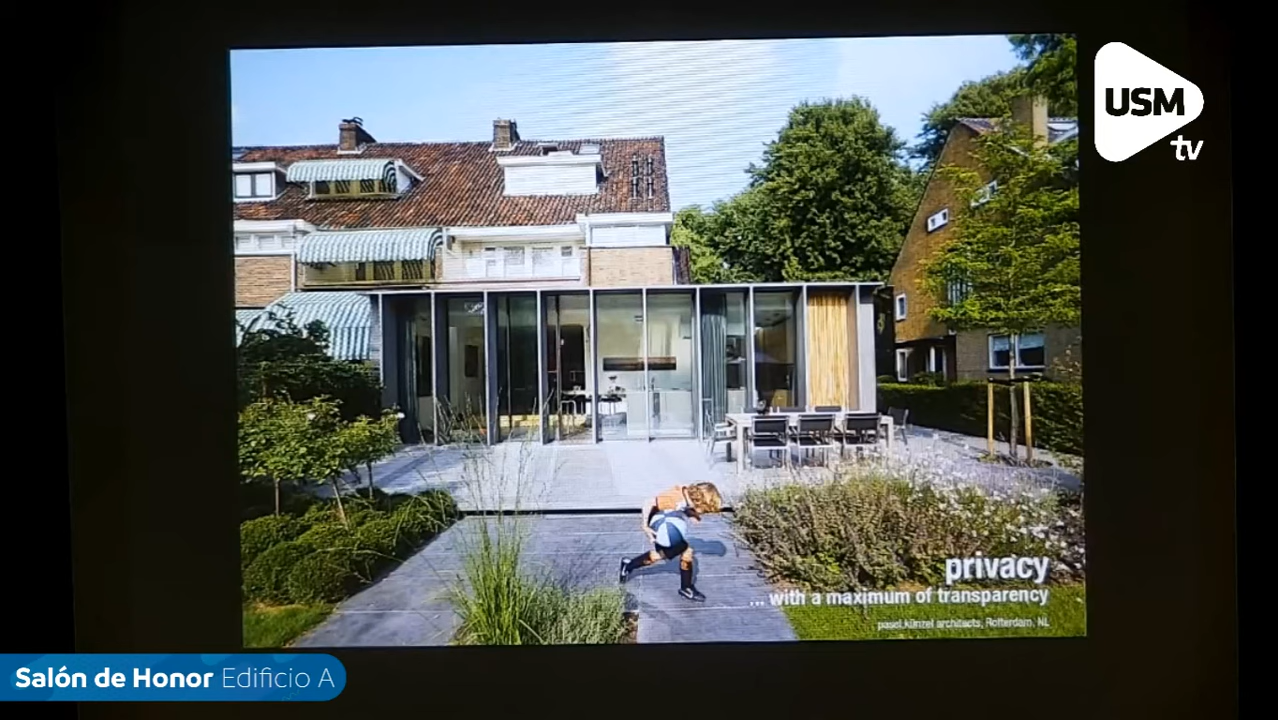 USM
tv
privacy
... with a maximum of transparency
pasel.künzel architects, Rotterdam, NL
Salón de Honor Edificio A